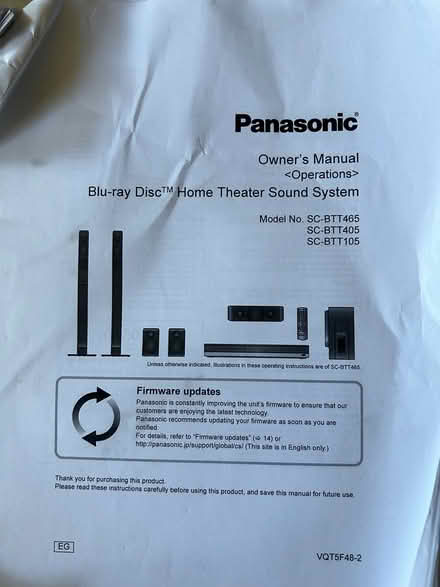 Panasonic®
Owner's Manual
<Operations>
Blu-ray Disc™ Home Theater Sound System
Model No. SC-BTT465
SC-BTT405
SC-BTT105
Unless otherwise indicated, illustrations in these operating instructions are of SC-BTT465.
Firmware updates
Panasonic is constantly improving the unit's firmware to ensure that our
customers are enjoying the latest technology.
Panasonic recommends updating your firmware as soon as you are
notified.
For details, refer to "Firmware updates" (⇨ 14) or
http://panasonic.jp/support/global/cs/ (This site is in English only.)
Thank you for purchasing this product.
Please read these instructions carefully before using this product, and save this manual for future use.
EG
VQT5F48-2